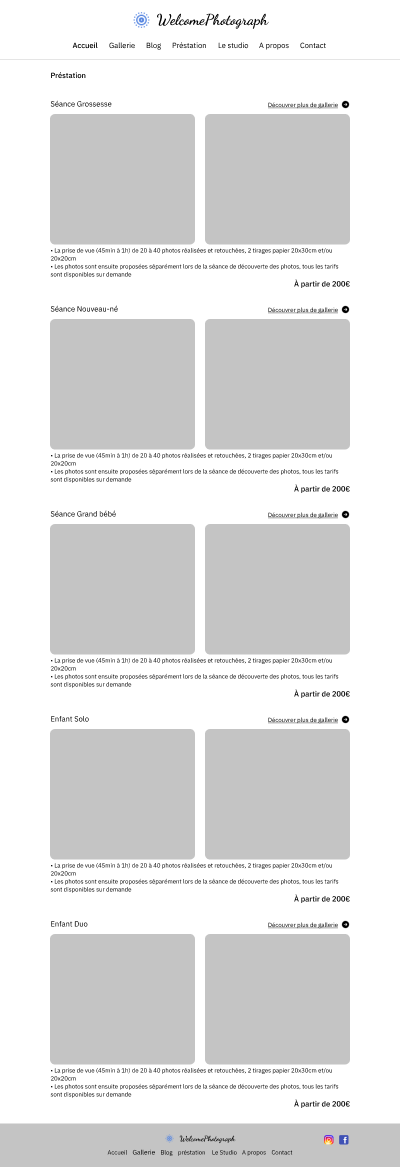 WelcomePhotograph
Accueil Gallerie Blog Préstation Le studio A propos Contact
Préstation
Séance Grossesse Découvrer plus de gallerie
• La prise de vue (45min à 1h) de 20 à 40 photos réalisées et retouchées, 2 tirages papier 20x30cm et/ou
20x20cm
• Les photos sont ensuite proposées séparément lors de la séance de découverte des photos, tous les tarifs
sont disponibles sur demande
À partir de 200€
Séance Nouveau-né Découvrer plus de gallerie
• La prise de vue (45min à 1h) de 20 à 40 photos réalisées et retouchées, 2 tirages papier 20x30cm et/ou
20x20cm
• Les photos sont ensuite proposées séparément lors de la séance de découverte des photos, tous les tarifs
sont disponibles sur demande
À partir de 200€
Séance Grand bébé Découvrer plus de gallerie
• La prise de vue (45min à 1h) de 20 à 40 photos réalisées et retouchées, 2 tirages papier 20x30cm et/ou
20x20cm
• Les photos sont ensuite proposées séparément lors de la séance de découverte des photos, tous les tarifs
sont disponibles sur demande
À partir de 200€
Enfant Solo Découvrer plus de gallerie
• La prise de vue (45min à 1h) de 20 à 40 photos réalisées et retouchées, 2 tirages papier 20x30cm et/ou
20x20cm
• Les photos sont ensuite proposées séparément lors de la séance de découverte des photos, tous les tarifs
sont disponibles sur demande
À partir de 200€
Enfant Duo Découvrer plus de gallerie
• La prise de vue (45min à 1h) de 20 à 40 photos réalisées et retouchées, 2 tirages papier 20x30cm et/ou
20x20cm
• Les photos sont ensuite proposées séparément lors de la séance de découverte des photos, tous les tarifs
sont disponibles sur demande
À partir de 200€
WelcomePhotograph
Accueil Gallerie Blog préstation Le Studio A propos Contact